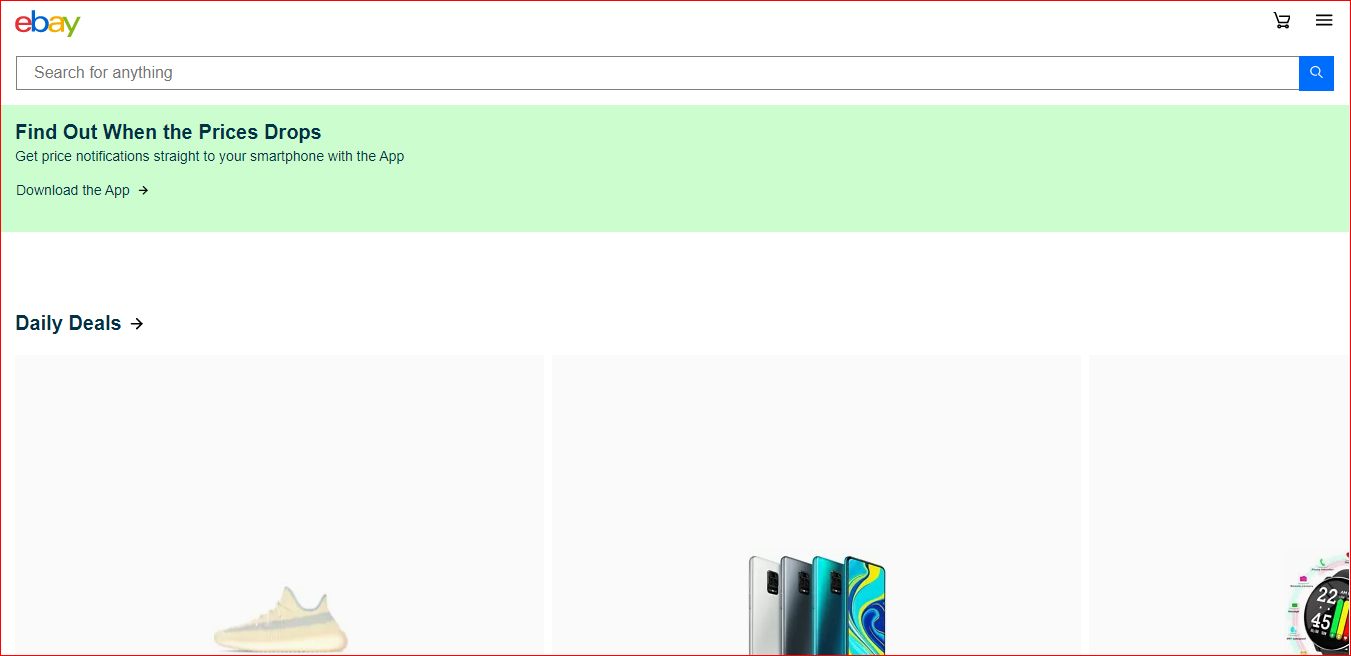 ebay
Search for anything
Find Out When the Prices Drops
Get price notifications straight to your smartphone with the App
Download the App →
Daily Deals →
22
45